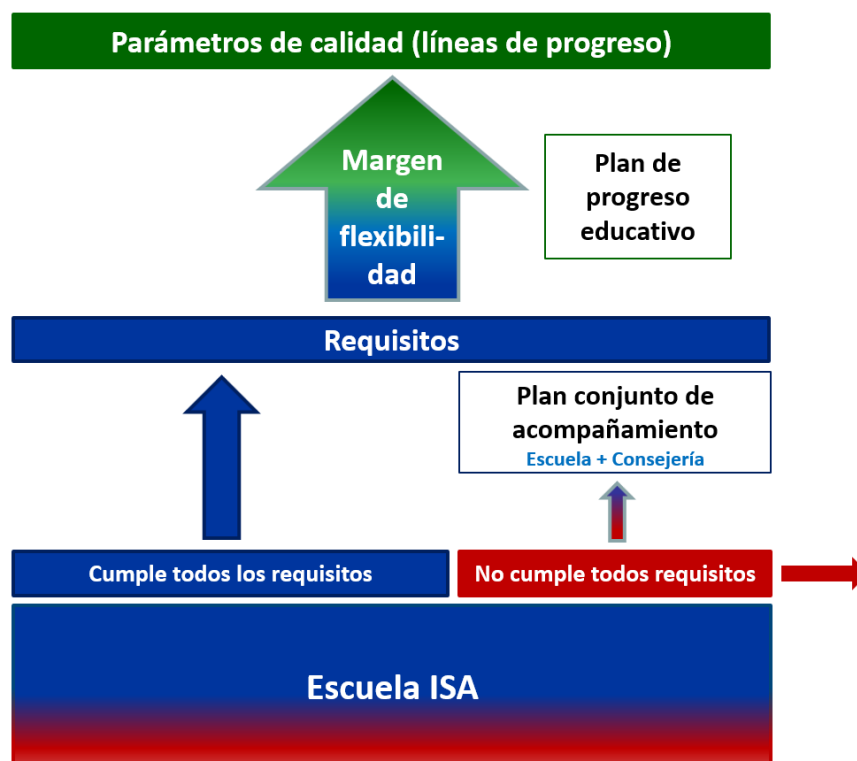 Parámetros de calidad (líneas de progreso)
Margen
de
flexibili-
dad
Plan de
progreso
educativo
Requisitos
Plan conjunto de
acompañamiento
Escuela + Consejería
Cumple todos los requisitos
No cumple todos requisitos
Escuela ISA